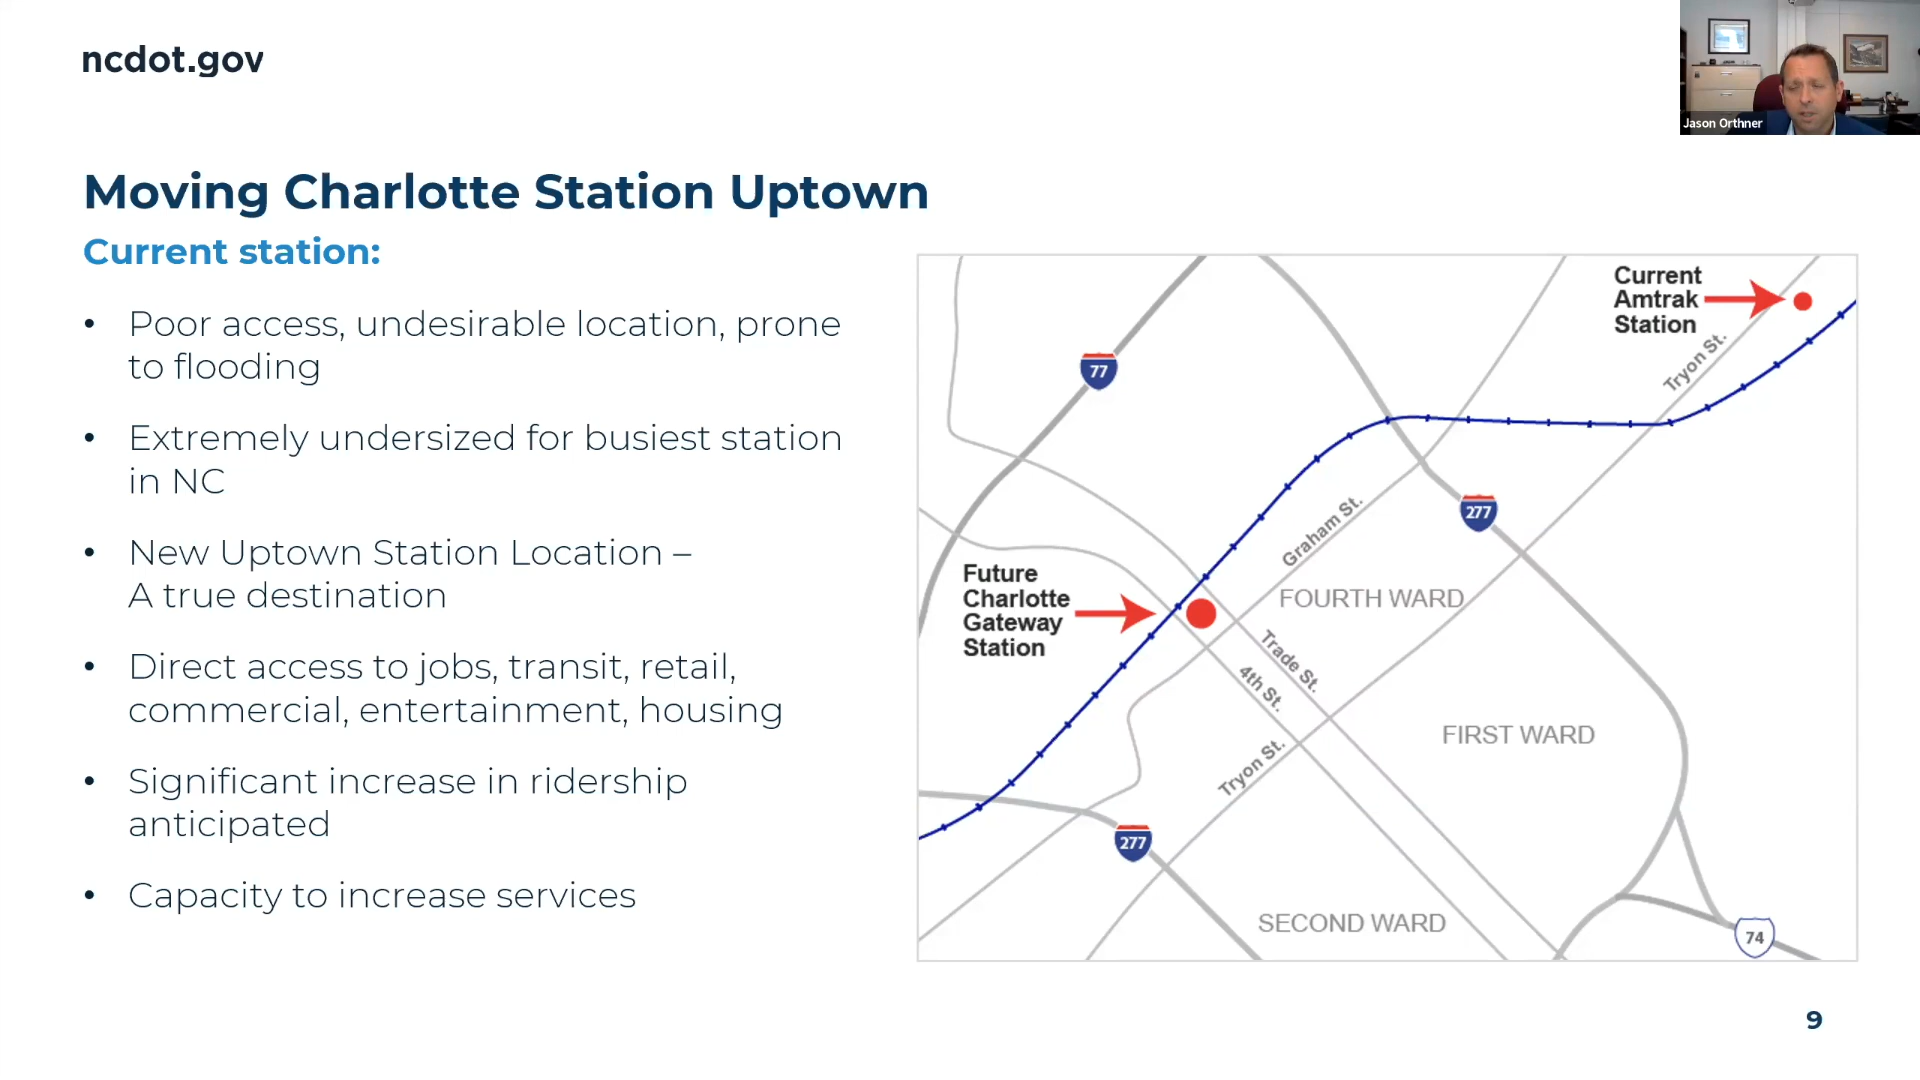 ncdot.gov
Jason Orthner
Moving Charlotte Station Uptown
Current station:
• Poor access, undesirable location, prone
to flooding
• Extremely undersized for busiest station
in NC
• New Uptown Station Location –
A true destination
• Direct access to jobs, transit, retail,
commercial, entertainment, housing
• Significant increase in ridership
anticipated
• Capacity to increase services
Current
Amtrak
Station
Tryon St.
77
277
Graham St.
Future
Charlotte
Gateway
Station
FOURTH WARD
Trade St.
4th St.
FIRST WARD
Tryon St.
277
SECOND WARD
74
9